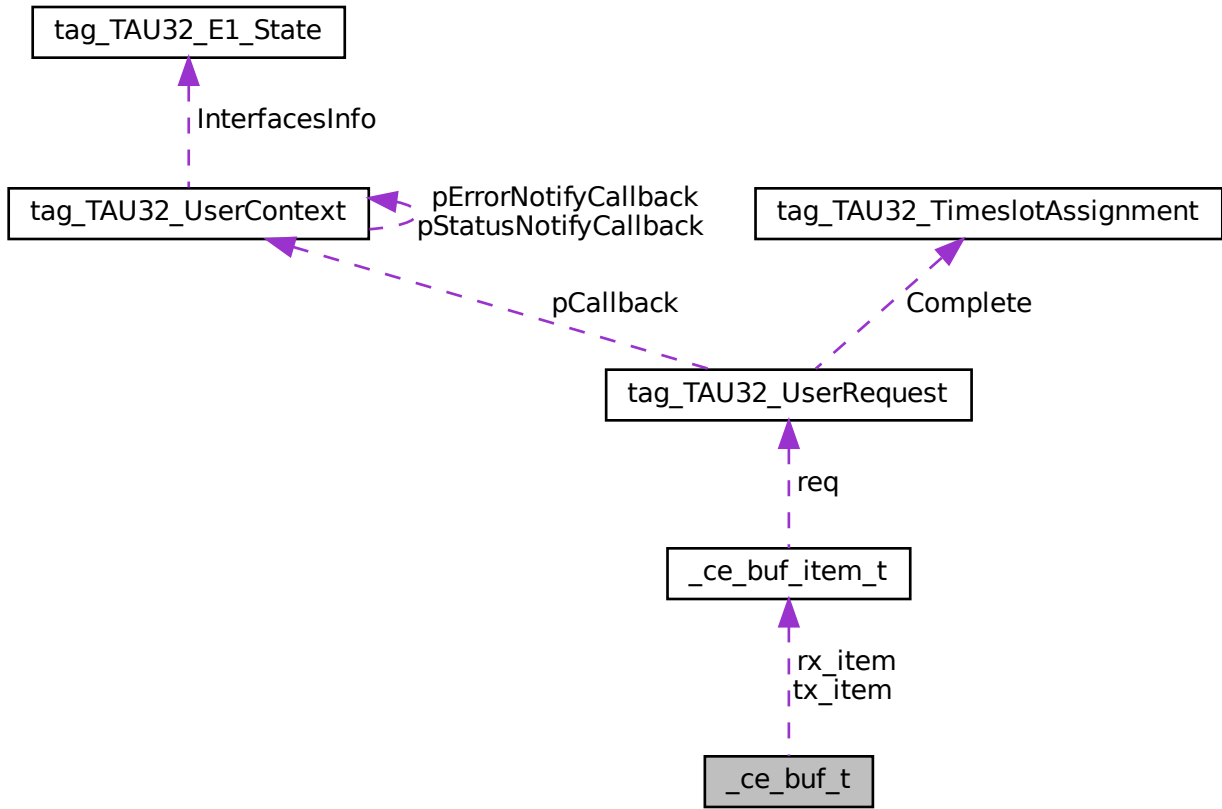 tag_TAU32_E1_State
InterfacesInfo
tag_TAU32_UserContext
pErrorNotifyCallback
pStatusNotifyCallback
tag_TAU32_TimeslotAssignment
pCallback
Complete
tag_TAU32_UserRequest
req
_ce_buf_item_t
rx_item
tx_item
_ce_buf_t